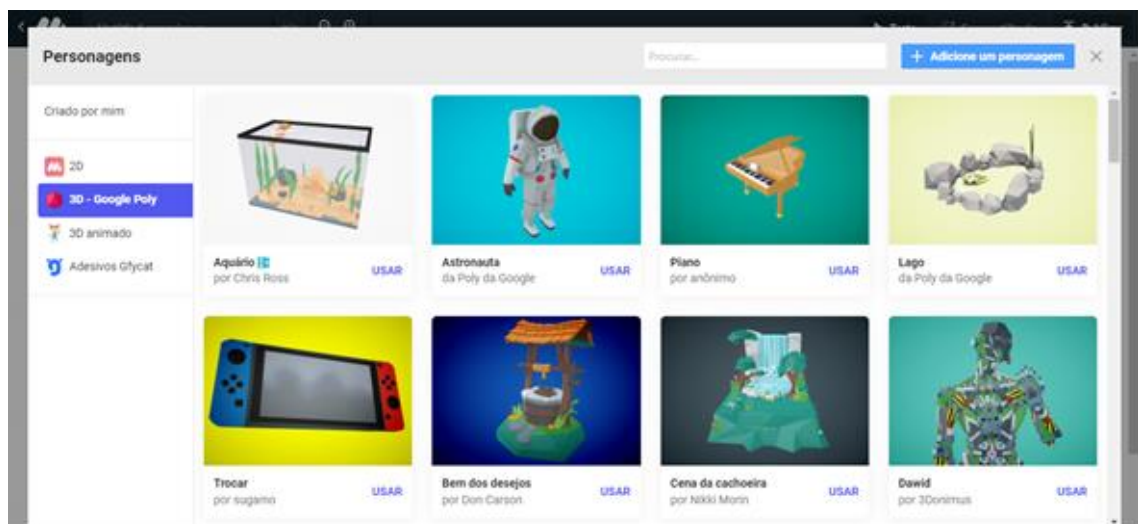 Personagens
Procurar...
+ Adicione um personagem
Criado por mim
2D
3D - Google Poly
3D animado
Adesivos Gfycat
Aquário
por Chris Ross
USAR
Astronauta
da Poly da Google
USAR
Piano
por anônimo
USAR
Lago
da Poly da Google
USAR
Trocar
por sugamo
USAR
Bem dos desejos
por Don Carson
USAR
Cena da cachoeira
por Nikki Morin
USAR
Dawid
por 3Donimus
USAR